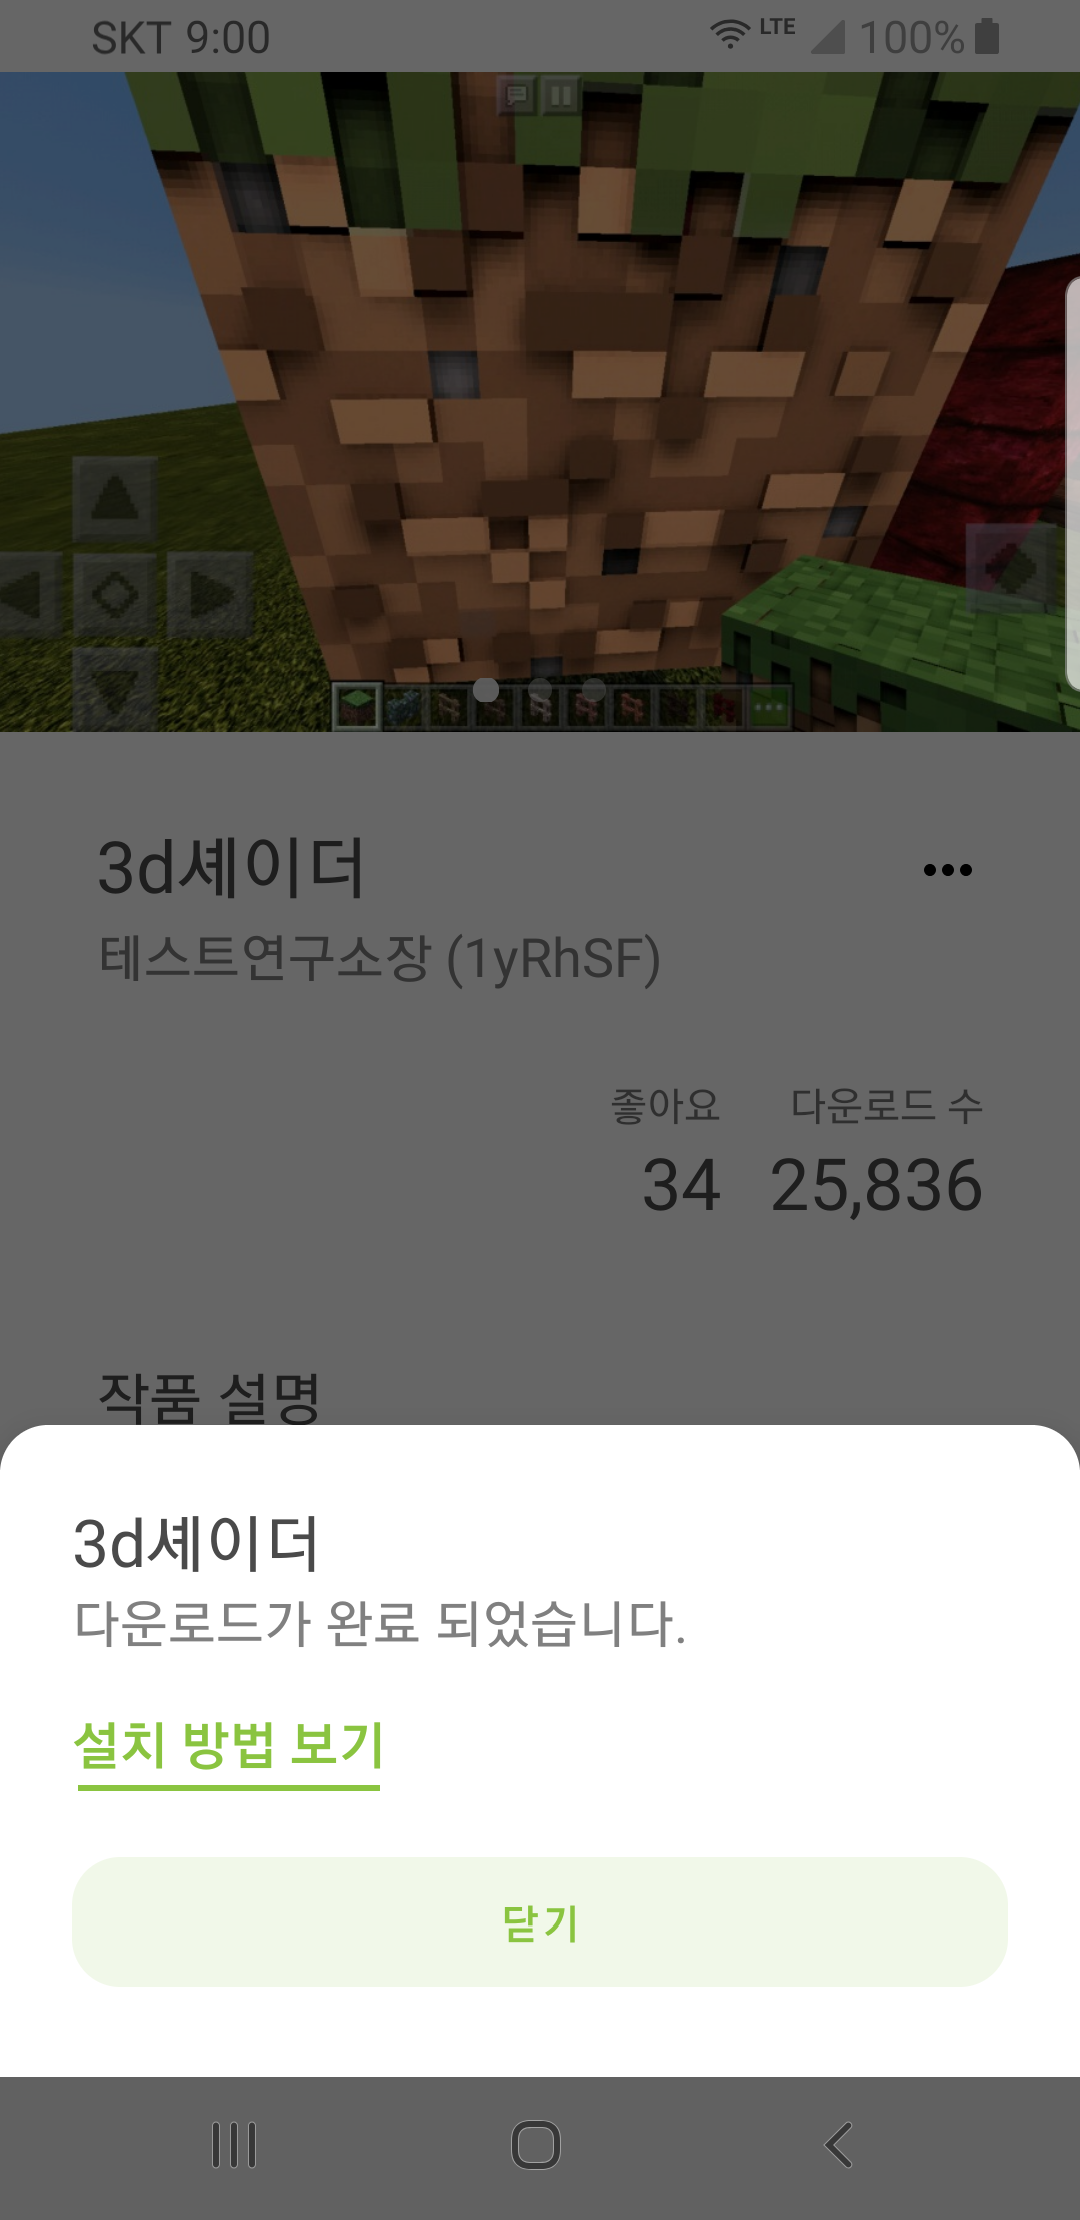 SKT 9:00
LTE 100%
3d셰이더
테스트연구소장 (1yRhSF)
좋아요 다운로드 수
34 25,836
작품 설명
3d셰이더
다운로드가 완료 되었습니다.
설치 방법 보기
닫기